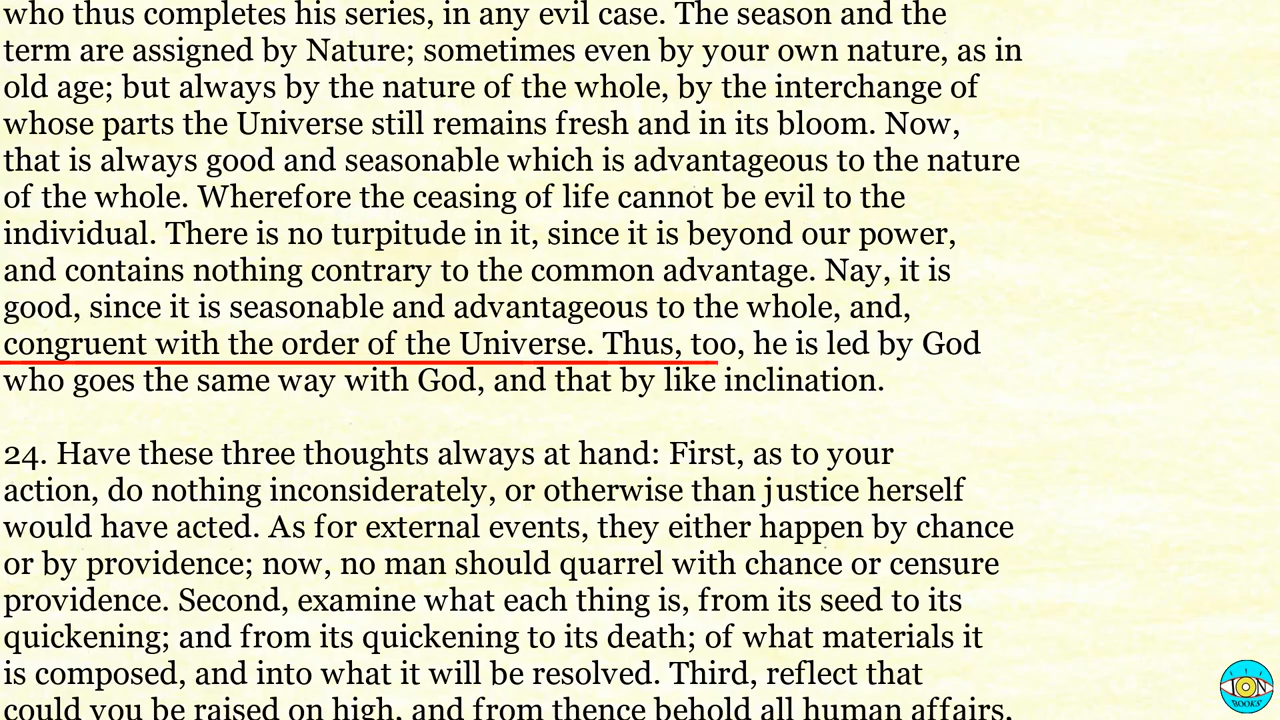 who thus completes his series, in any evil case. The season and the
term are assigned by Nature; sometimes even by your own nature, as in
old age; but always by the nature of the whole, by the interchange of
whose parts the Universe still remains fresh and in its bloom. Now,
that is always good and seasonable which is advantageous to the nature
of the whole. Wherefore the ceasing of life cannot be evil to the
individual. There is no turpitude in it, since it is beyond our power,
and contains nothing contrary to the common advantage. Nay, it is
good, since it is seasonable and advantageous to the whole, and,
congruent with the order of the Universe. Thus, too, he is led by God
who goes the same way with God, and that by like inclination.
24. Have these three thoughts always at hand: First, as to your
action, do nothing inconsiderately, or otherwise than justice herself
would have acted. As for external events, they either happen by chance
or by providence; now, no man should quarrel with chance or censure
providence. Second, examine what each thing is, from its seed to its
quickening; and from its quickening to its death; of what materials it
is composed, and into what it will be resolved. Third, reflect that
could you be raised on high, and from thence behold all human affairs,
ION
BOOKS